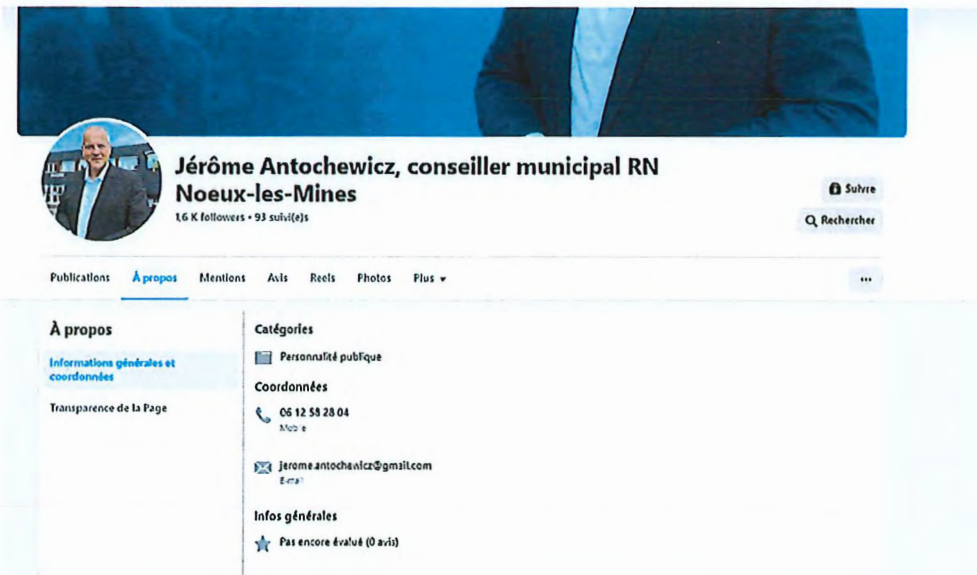 Jérôme Antochewicz, conseiller municipal RN
Noeux-les-Mines
1,6 K followers • 93 suivi(e)s
Suivre
Rechercher
Publications À propos Mentions Avis Reels Photos Plus
...
À propos
Informations générales et
coordonnées
Transparence de la Page
Catégories
Personnalité publique
Coordonnées
06 12 58 28 04
Mobile
jerome.antochewicz@gmail.com
E-mail
Infos générales
Pas encore évalué (0 avis)